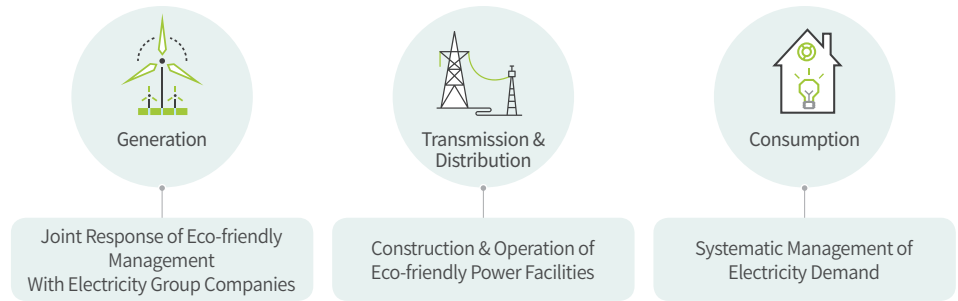 Generation
Transmission &
Distribution
Consumption
Joint Response of Eco-friendly
Management
With Electricity Group Companies
Construction & Operation of
Eco-friendly Power Facilities
Systematic Management of
Electricity Demand